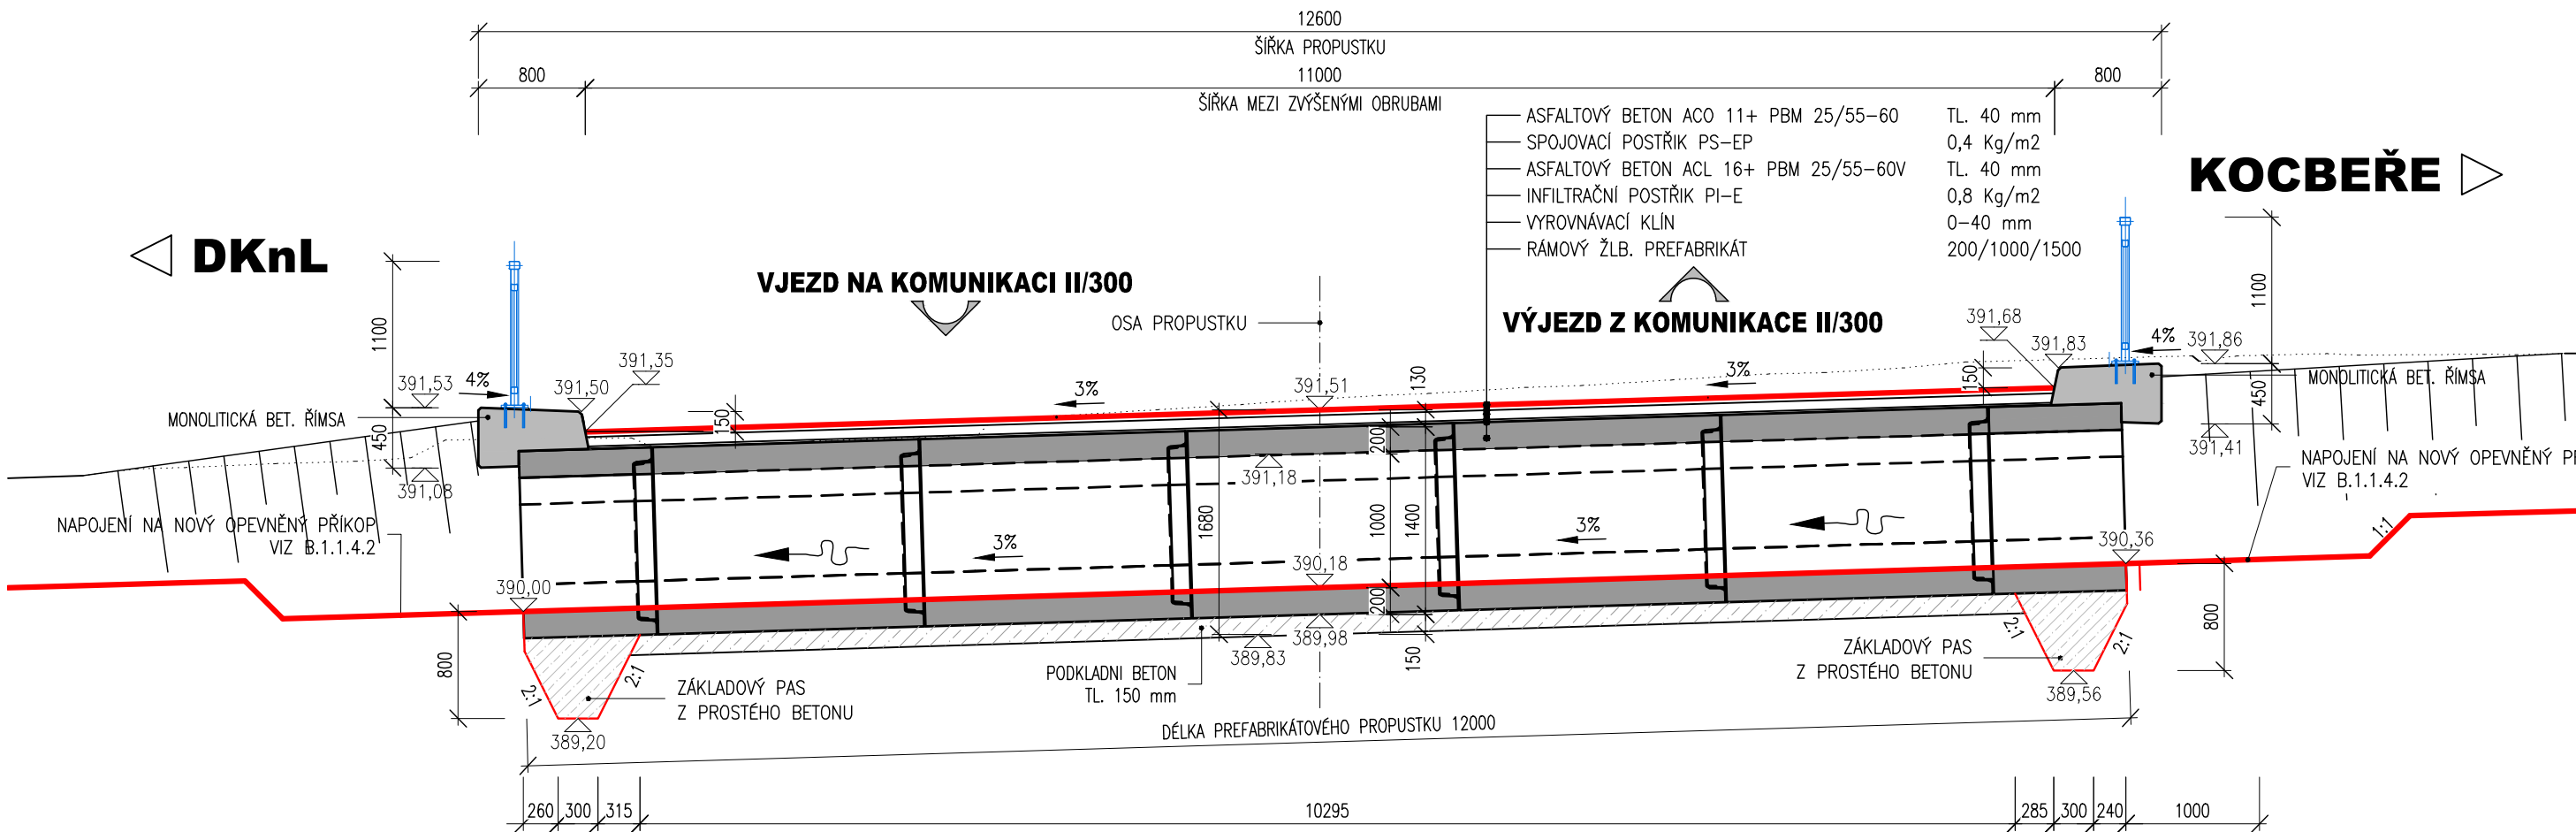 12600
ŠÍŘKA PROPUSTKU
800
11000
800
ŠÍŘKA MEZI ZVÝŠENÝMI OBRUBAMI
ASFALTOVÝ BETON ACO 11+ PBM 25/55-60 TL. 40 mm
SPOJOVACÍ POSTŘIK PS-EP 0,4 Kg/m2
ASFALTOVÝ BETON ACL 16+ PBM 25/55-60V TL. 40 mm
INFILTRAČNÍ POSTŘIK PI-E 0,8 Kg/m2
VYROVNÁVACÍ KLÍN 0-40 mm
RÁMOVÝ ŽLB. PREFABRIKÁT 200/1000/1500
KOCBEŘE
DKnL
VJEZD NA KOMUNIKACI II/300
OSA PROPUSTKU
VÝJEZD Z KOMUNIKACE II/300
1100
1100
391,68
391,83
4%
391,86
391,35
391,53
4%
391,50
3%
391,51
130
3%
150
MONOLITICKÁ BET. ŘÍMSA
MONOLITICKÁ BET. ŘÍMSA
450
150
450
391,41
200
391,08
391,18
NAPOJENÍ NA NOVÝ OPEVNĚNÝ PŘÍKOP
VIZ B.1.1.4.2
NAPOJENÍ NA NOVÝ OPEVNĚNÝ P
VIZ B.1.1.4.2
1680
1000
1400
3%
3%
1:1
390,00
390,18
390,36
200
389,98
389,83
150
800
800
2:1
2:1
2:1
2:1
ZÁKLADOVÝ PAS
Z PROSTÉHO BETONU
PODKLADNI BETON
TL. 150 mm
ZÁKLADOVÝ PAS
Z PROSTÉHO BETONU
389,20
389,56
DÉLKA PREFABRIKÁTOVÉHO PROPUSTKU 12000
260
300
315
10295
285
300
240
1000